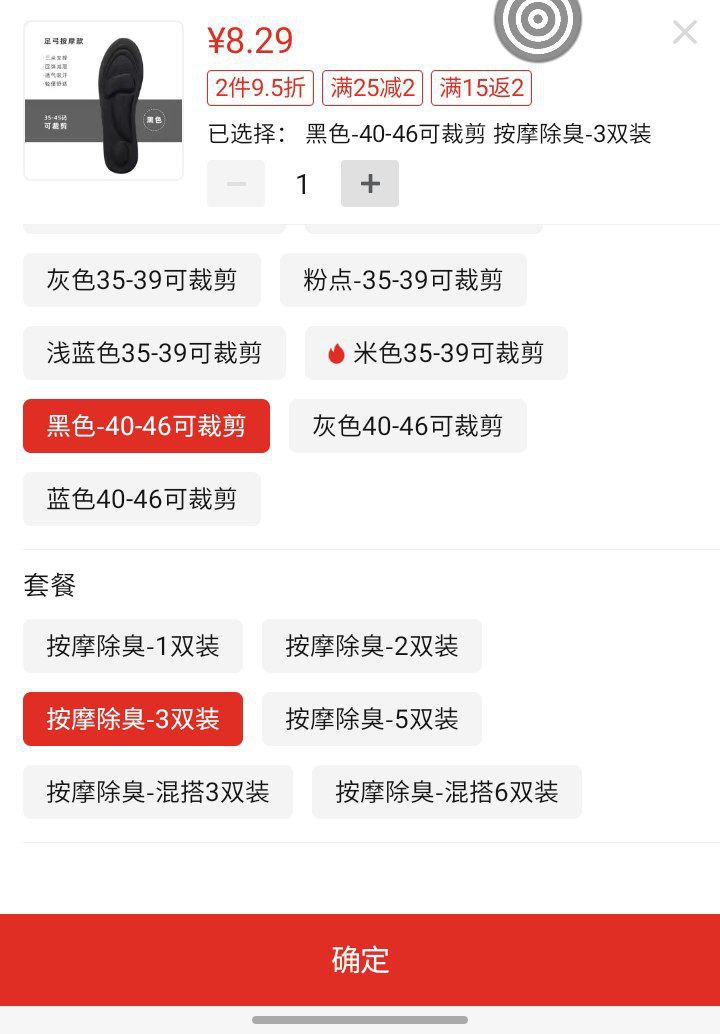 ¥8.29
2件9.5折 满25减2 满15返2
已选择： 黑色-40-46可裁剪 按摩除臭-3双装
1
足弓按摩款
35-45码
可裁剪
黑色
灰色35-39可裁剪 粉点-35-39可裁剪
浅蓝色35-39可裁剪 米色35-39可裁剪
黑色-40-46可裁剪 灰色40-46可裁剪
蓝色40-46可裁剪
套餐
按摩除臭-1双装 按摩除臭-2双装
按摩除臭-3双装 按摩除臭-5双装
按摩除臭-混搭3双装 按摩除臭-混搭6双装
确定